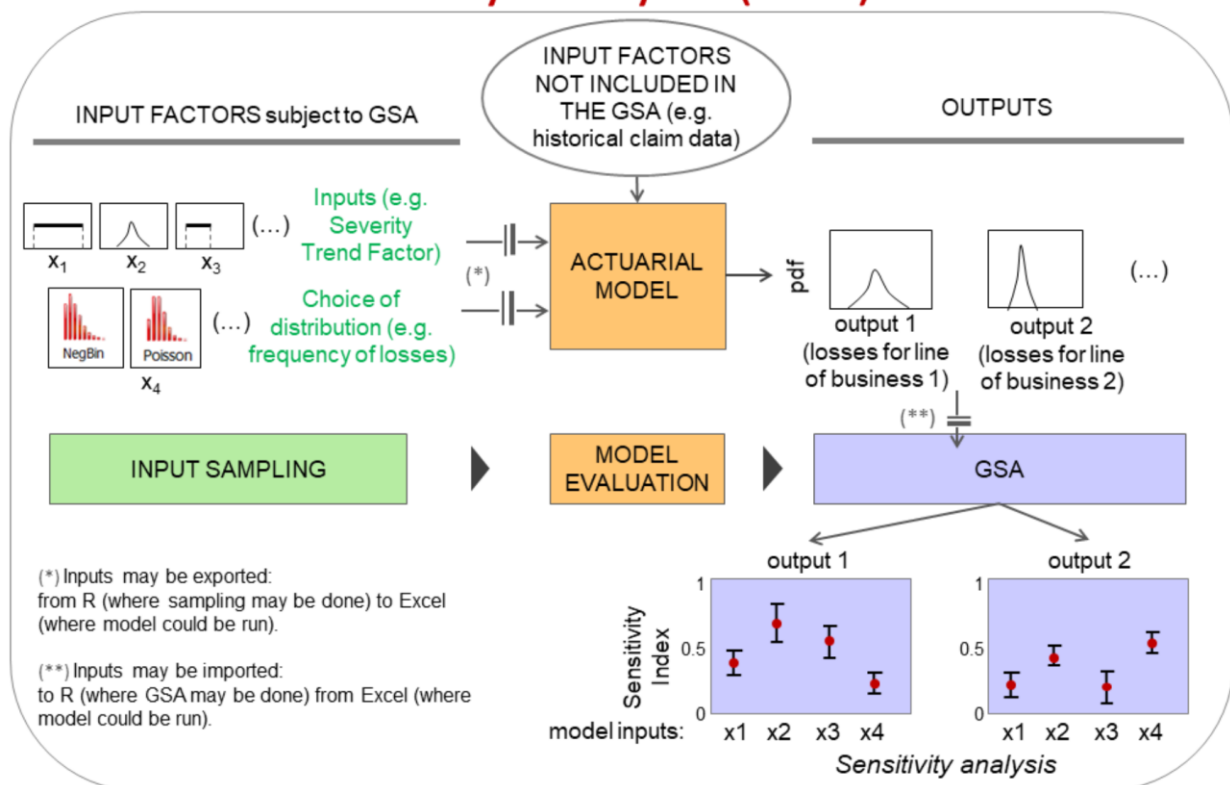 INPUT FACTORS
NOT INCLUDED IN
THE GSA (e.g.
historical claim data)
INPUT FACTORS subject to GSA
OUTPUTS
x1
x2
x3
(...)
Inputs (e.g.
Severity
Trend Factor)
(*)
NegBin
Poisson
x4
(...)
Choice of
distribution (e.g.
frequency of losses)
ACTUARIAL
MODEL
pdf
output 1
(losses for line
of business 1)
output 2
(losses for line
of business 2)
(...)
(**)
INPUT SAMPLING
MODEL
EVALUATION
GSA
(*) Inputs may be exported:
from R (where sampling may be done) to Excel
(where model could be run).
(**) Inputs may be imported:
to R (where GSA may be done) from Excel (where
model could be run).
output 1
Sensitivity
Index
1
0.5
0
model inputs: x1 x2 x3 x4
output 2
1
0.5
0
x1 x2 x3 x4
Sensitivity analysis